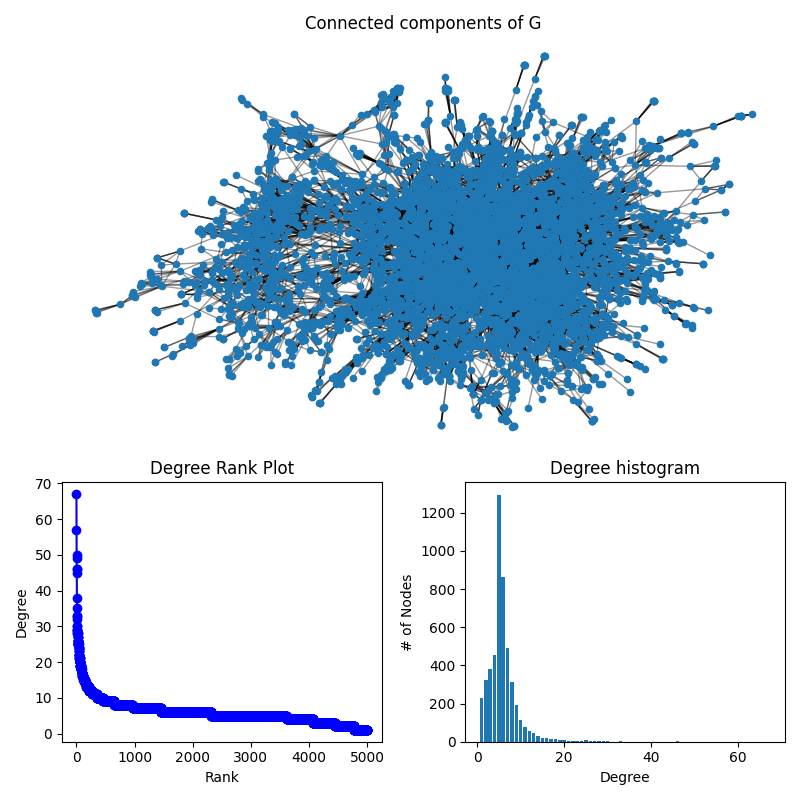 Connected components of G
Degree Rank Plot
Degree
70
60
50
40
30
20
10
0
0 1000 2000 3000 4000 5000
Rank
Degree histogram
# of Nodes
1200
1000
800
600
400
200
0
0 20 40 60
Degree